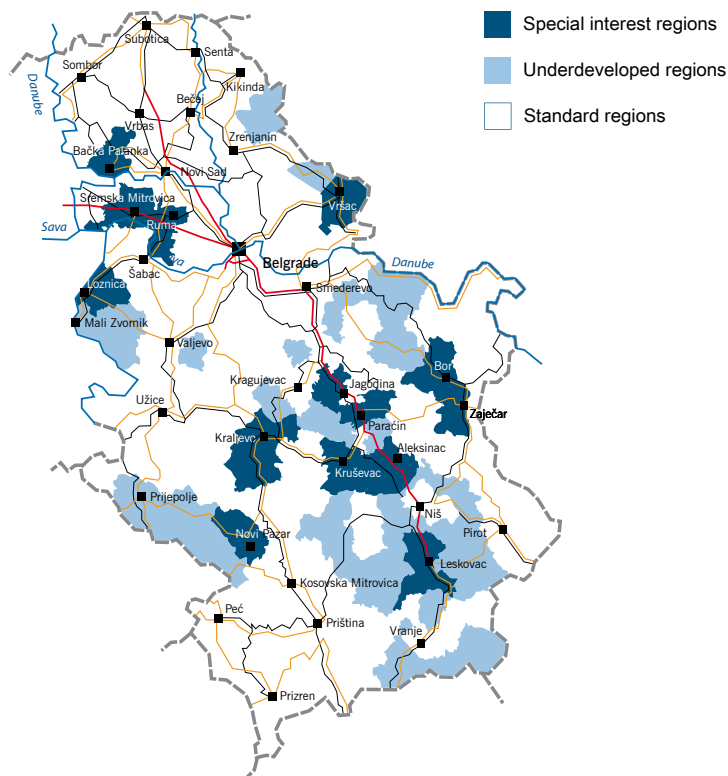 Special interest regions
Underdeveloped regions
Standard regions
Subotica
Senta
Sombor
Danube
Kikinda
Bečej
Vrbas
Zrenjanin
Bačka Palanka
Novi Sad
Sremska Mitrovica
Vršac
Ruma
Sava
Šabac
Belgrade
Danube
Loznica
Smederevo
Mali Zvornik
Valjevo
Bor
Kragujevac
Jagodina
Užice
Zaječar
Paraćin
Kraljevo
Aleksinac
Kruševac
Prijepolje
Niš
Pirot
Novi Pazar
Leskovac
Kosovska Mitrovica
Peć
Priština
Vranje
Prizren